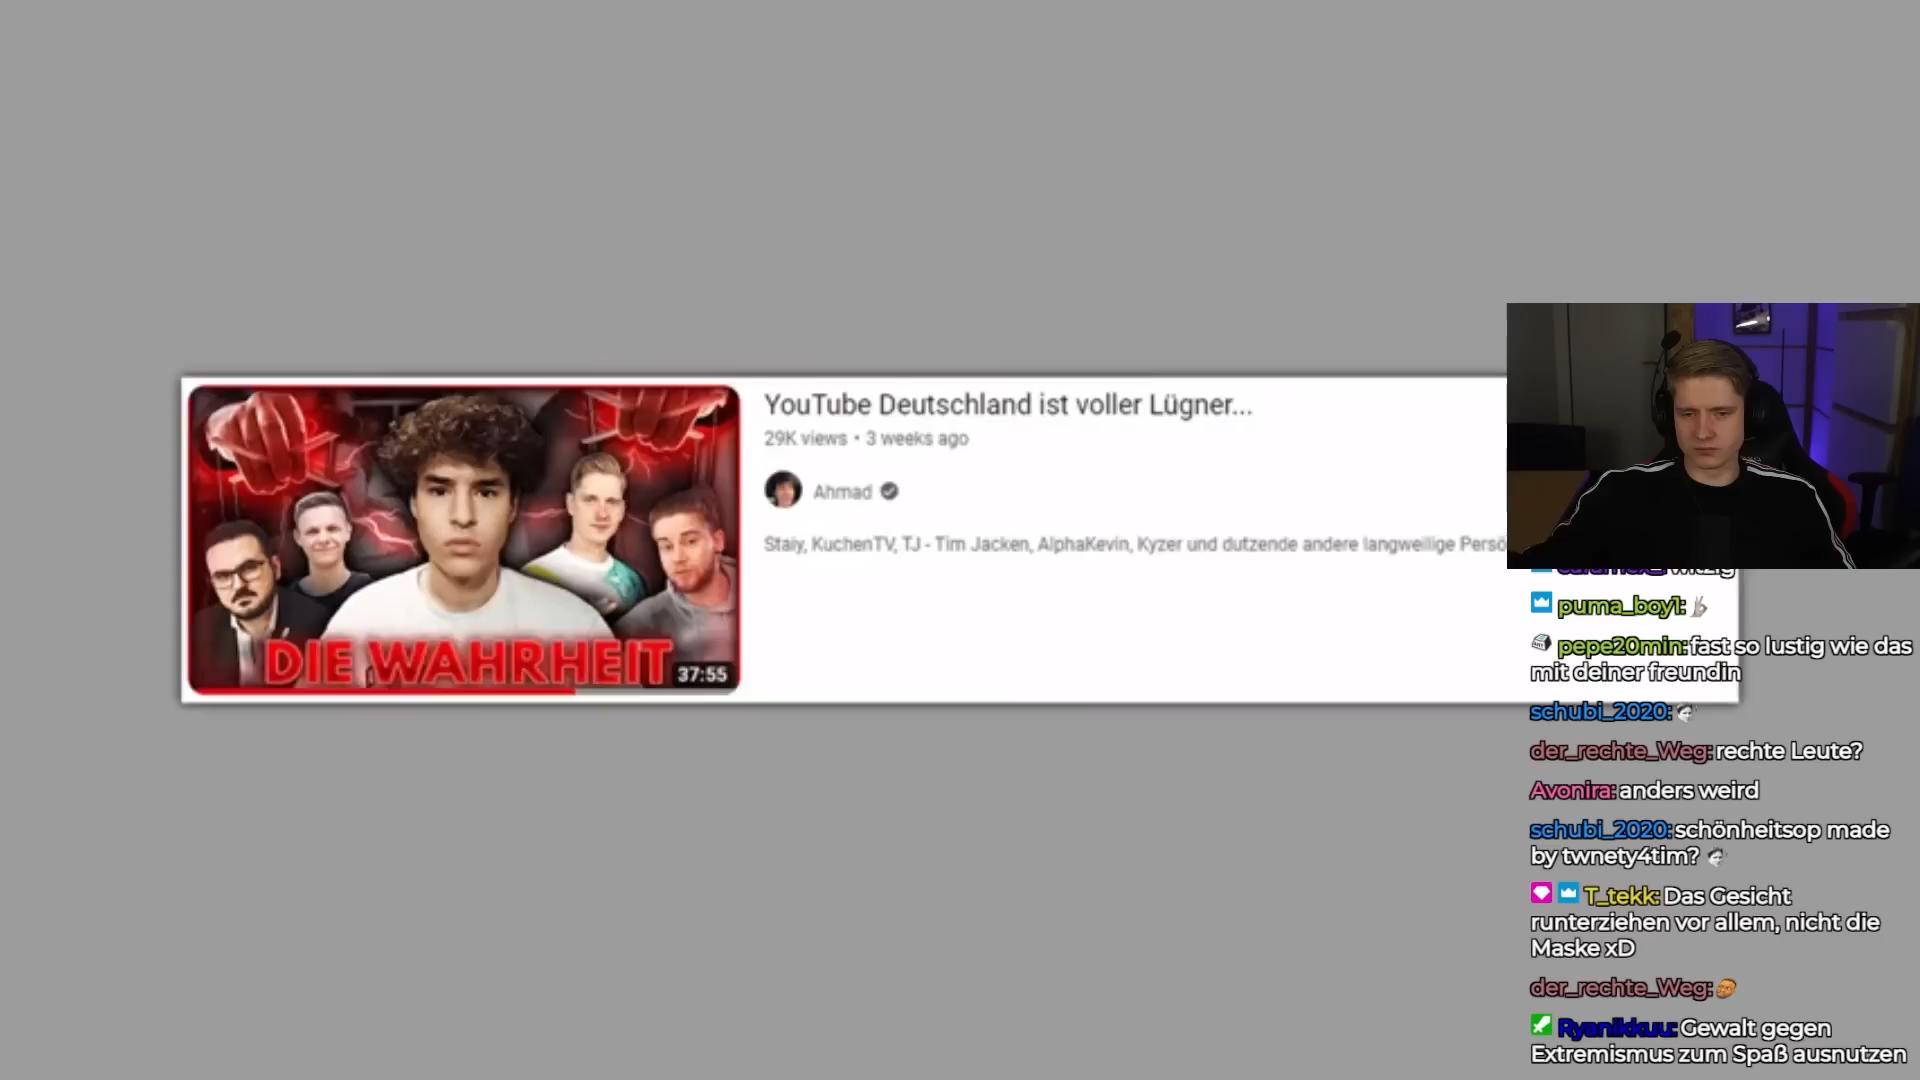 YouTube Deutschland ist voller Lügner...
29K views • 3 weeks ago
Ahmad
Staiy, KuchenTV, TJ - Tim Jacken, AlphaKevin, Kyzer und dutzende andere langweilige Persö
DIE WAHRHEIT
37:55
witzig
puma_boy1:
pepe20min: fast so lustig wie das
mit deiner freundin
schubi_2020:
der_rechte_Weg: rechte Leute?
Avonira: anders weird
schubi_2020: schönheitsop made
by twnety4tim?
T_tekk: Das Gesicht
runterziehen vor allem, nicht die
Maske xD
der_rechte_Weg:
Ryanikkuu: Gewalt gegen
Extremismus zum Spaß ausnutzen